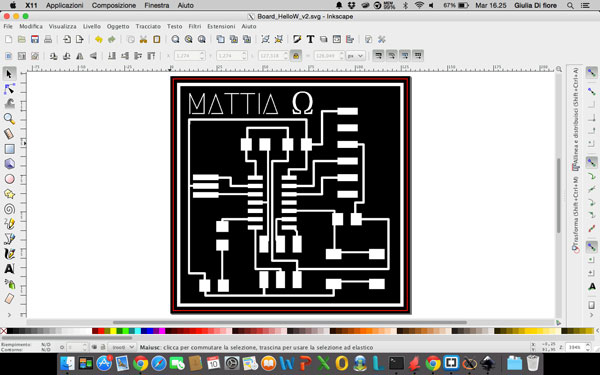 X11 Applicazioni Composizione Finestra Aiuto 67% Mar 16.25 Giulia Di fiore
Board_HelloW_v2.svg - Inkscape
File Modifica Visualizza Livello Oggetto Tracciato Testo Filtri Estensioni Aiuto
px
MATTIA Ω
Allinea e distribuisci (Shift+Ctrl+A)
Trasforma (Shift+Ctrl+M)
Riempimento: N/D
Contorno: N/D
Maiusc: clicca per commutare la selezione, trascina per usare la selezione ad elastico